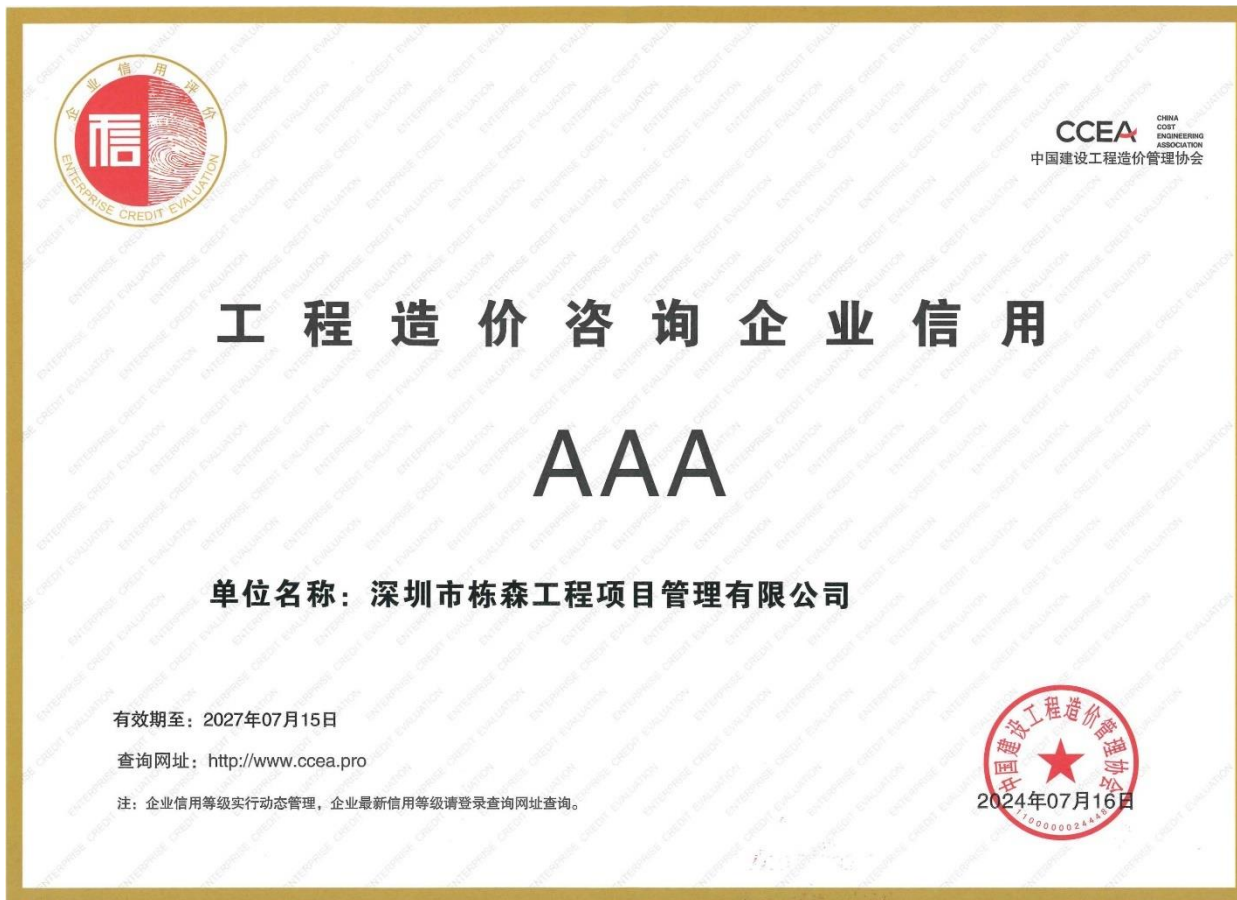 企业信用评价
信
ENTERPRISE CREDIT EVALUATION
CCEA
CHINA
COST
ENGINEERING
ASSOCIATION
中国建设工程造价管理协会
工程造价咨询企业信用
AAA
单位名称：深圳市栋森工程项目管理有限公司
有效期至：2027年07月15日
查询网址：http://www.ccea.pro
注：企业信用等级实行动态管理，企业最新信用等级请登录查询网址查询。
中国建设工程造价管理协会
2024年07月16日